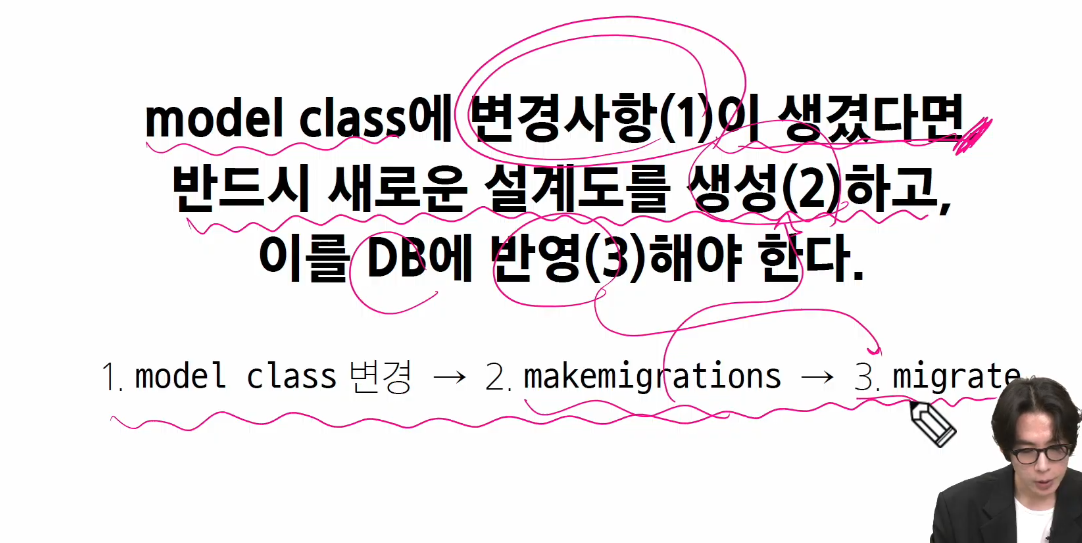 model class에 변경사항(1)이 생겼다면
반드시 새로운 설계도를 생성(2)하고,
이를 DB에 반영(3)해야 한다.
1. model class 변경 → 2. makemigrations → 3. migrate